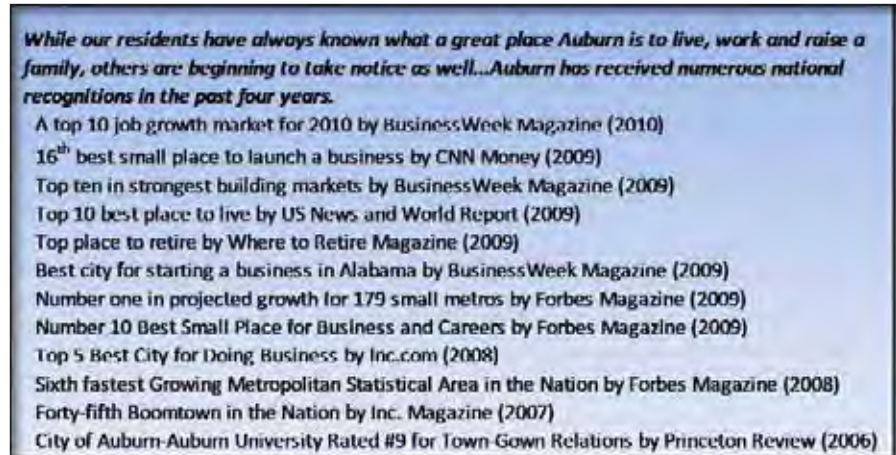 While our residents have always known what a great place Auburn is to live, work and raise a
family, others are beginning to take notice as well...Auburn has received numerous national
recognitions in the past four years.
A top 10 job growth market for 2010 by BusinessWeek Magazine (2010)
16th best small place to launch a business by CNN Money (2009)
Top ten in strongest building markets by BusinessWeek Magazine (2009)
Top 10 best place to live by US News and World Report (2009)
Top place to retire by Where to Retire Magazine (2009)
Best city for starting a business in Alabama by BusinessWeek Magazine (2009)
Number one in projected growth for 179 small metros by Forbes Magazine (2009)
Number 10 Best Small Place for Business and Careers by Forbes Magazine (2009)
Top 5 Best City for Doing Business by Inc.com (2008)
Sixth fastest Growing Metropolitan Statistical Area in the Nation by Forbes Magazine (2008)
Forty-fifth Boomtown in the Nation by Inc. Magazine (2007)
City of Auburn-Auburn University Rated #9 for Town-Gown Relations by Princeton Review (2006)